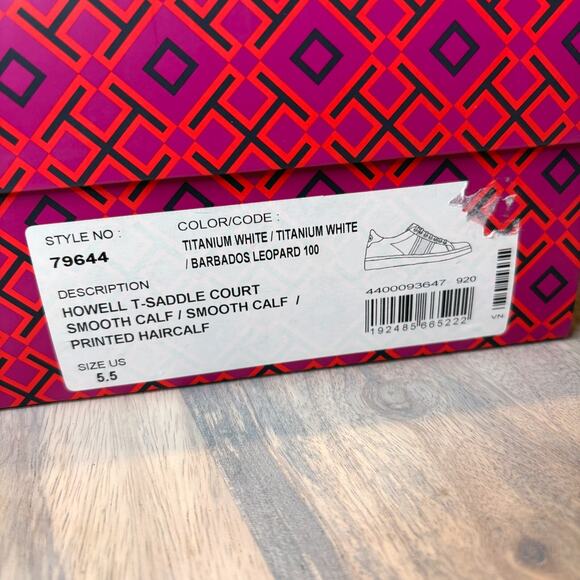 STYLE NO :
79644
COLOR/CODE :
TITANIUM WHITE / TITANIUM WHITE
/ BARBADOS LEOPARD 100
DESCRIPTION
HOWELL T-SADDLE COURT
SMOOTH CALF / SMOOTH CALF /
PRINTED HAIRCALF
SIZE US
5.5
4400093647 920
192485 665222
VN.